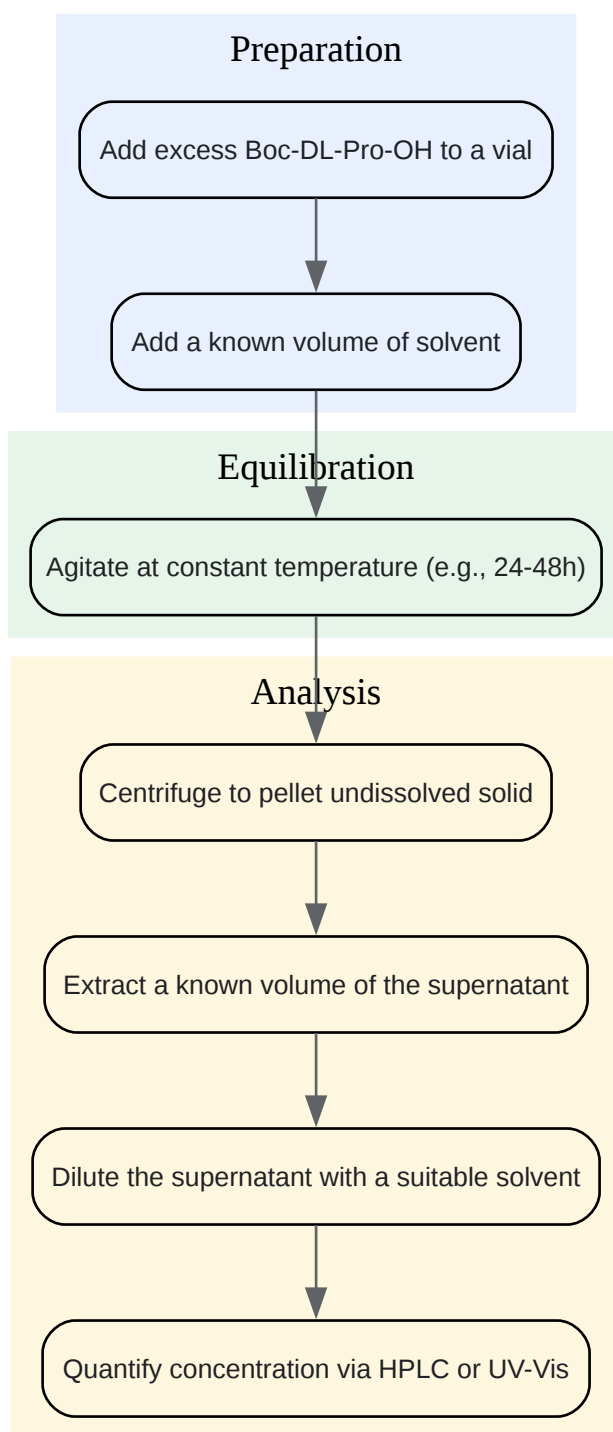 Preparation
Add excess Boc-DL-Pro-OH to a vial
Add a known volume of solvent
Equilibration
Agitate at constant temperature (e.g., 24-48h)
Analysis
Centrifuge to pellet undissolved solid
Extract a known volume of the supernatant
Dilute the supernatant with a suitable solvent
Quantify concentration via HPLC or UV-Vis